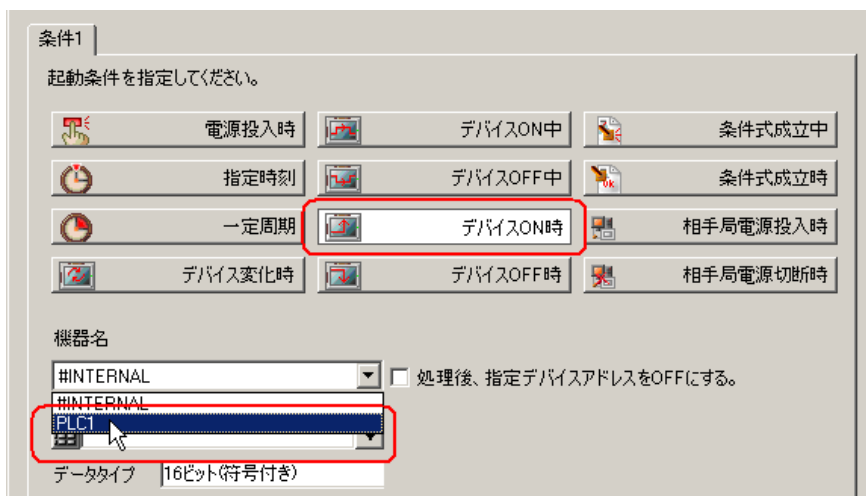 条件1
起動条件を指定してください。
電源投入時 デバイスON中 条件式成立中
指定時刻 デバイスOFF中 条件式成立時
一定周期 デバイスON時 相手局電源投入時
デバイス変化時 デバイスOFF時 相手局電源切断時
機器名
#INTERNAL 処理後、指定デバイスアドレスをOFFにする。
#INTERNAL
PLC1
データタイプ 16ビット(符号付き)